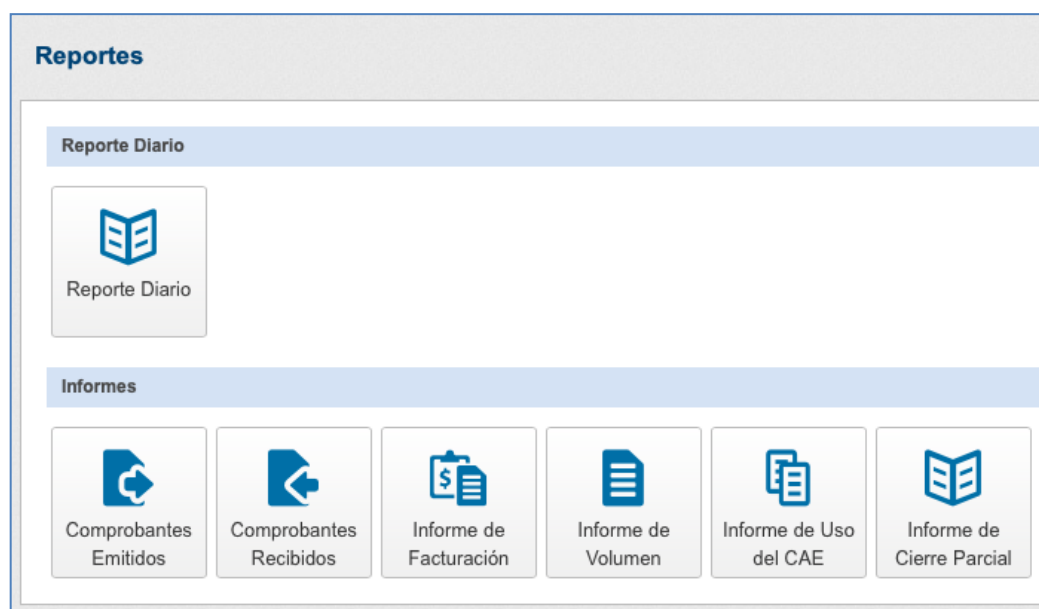 Reportes
Reporte Diario
Reporte Diario
Informes
Comprobantes
Emitidos
Comprobantes
Recibidos
$
Informe de
Facturación
Informe de
Volumen
Informe de Uso
del CAE
Informe de
Cierre Parcial